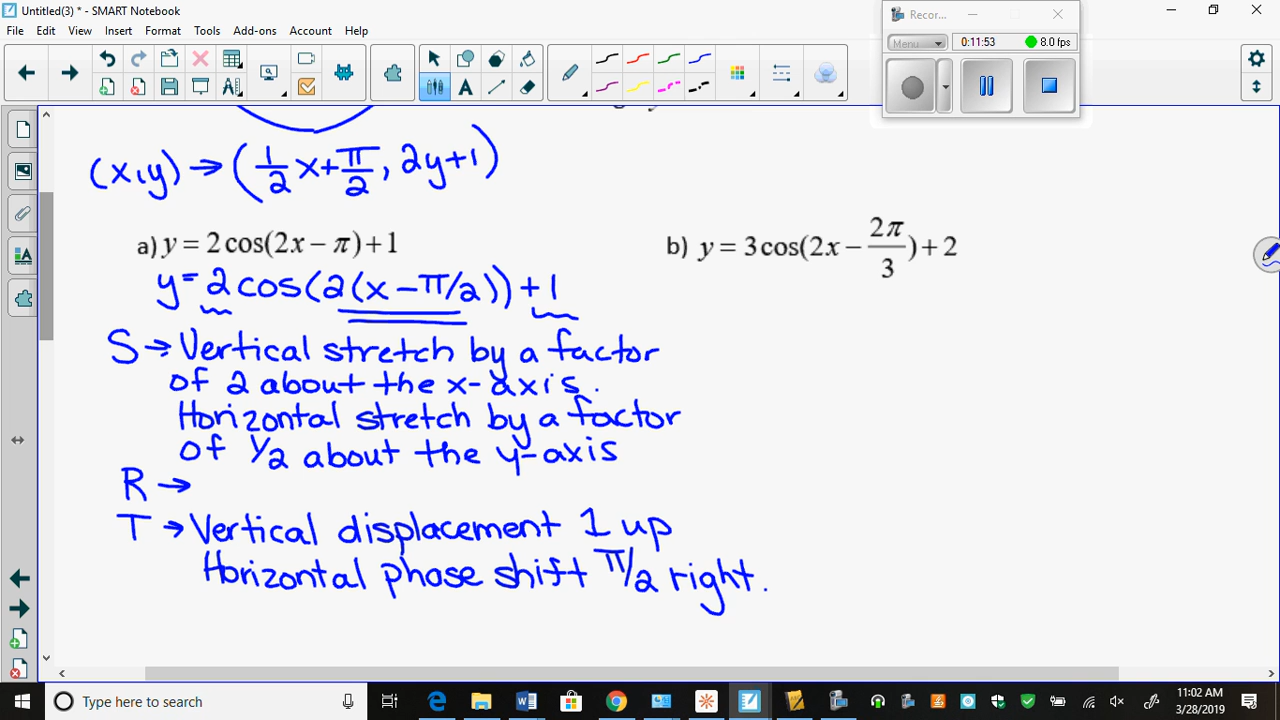 Untitled(3) * - SMART Notebook
File Edit View Insert Format Tools Add-ons Account Help
Recor...
Menu 0:11:53 8.0 fps
(x,y) → (1/2 x+π/2, 2y+1)
a) y = 2cos(2x − π)+1
y=2cos(2(x−π/2))+1
S → Vertical stretch by a factor
of 2 about the x-axis.
Horizontal stretch by a factor
of 1/2 about the y-axis
R →
T → Vertical displacement 1 up
Horizontal phase shift π/2 right.
b) y = 3cos(2x − 2π/3)+2
Type here to search
11:02 AM
3/28/2019